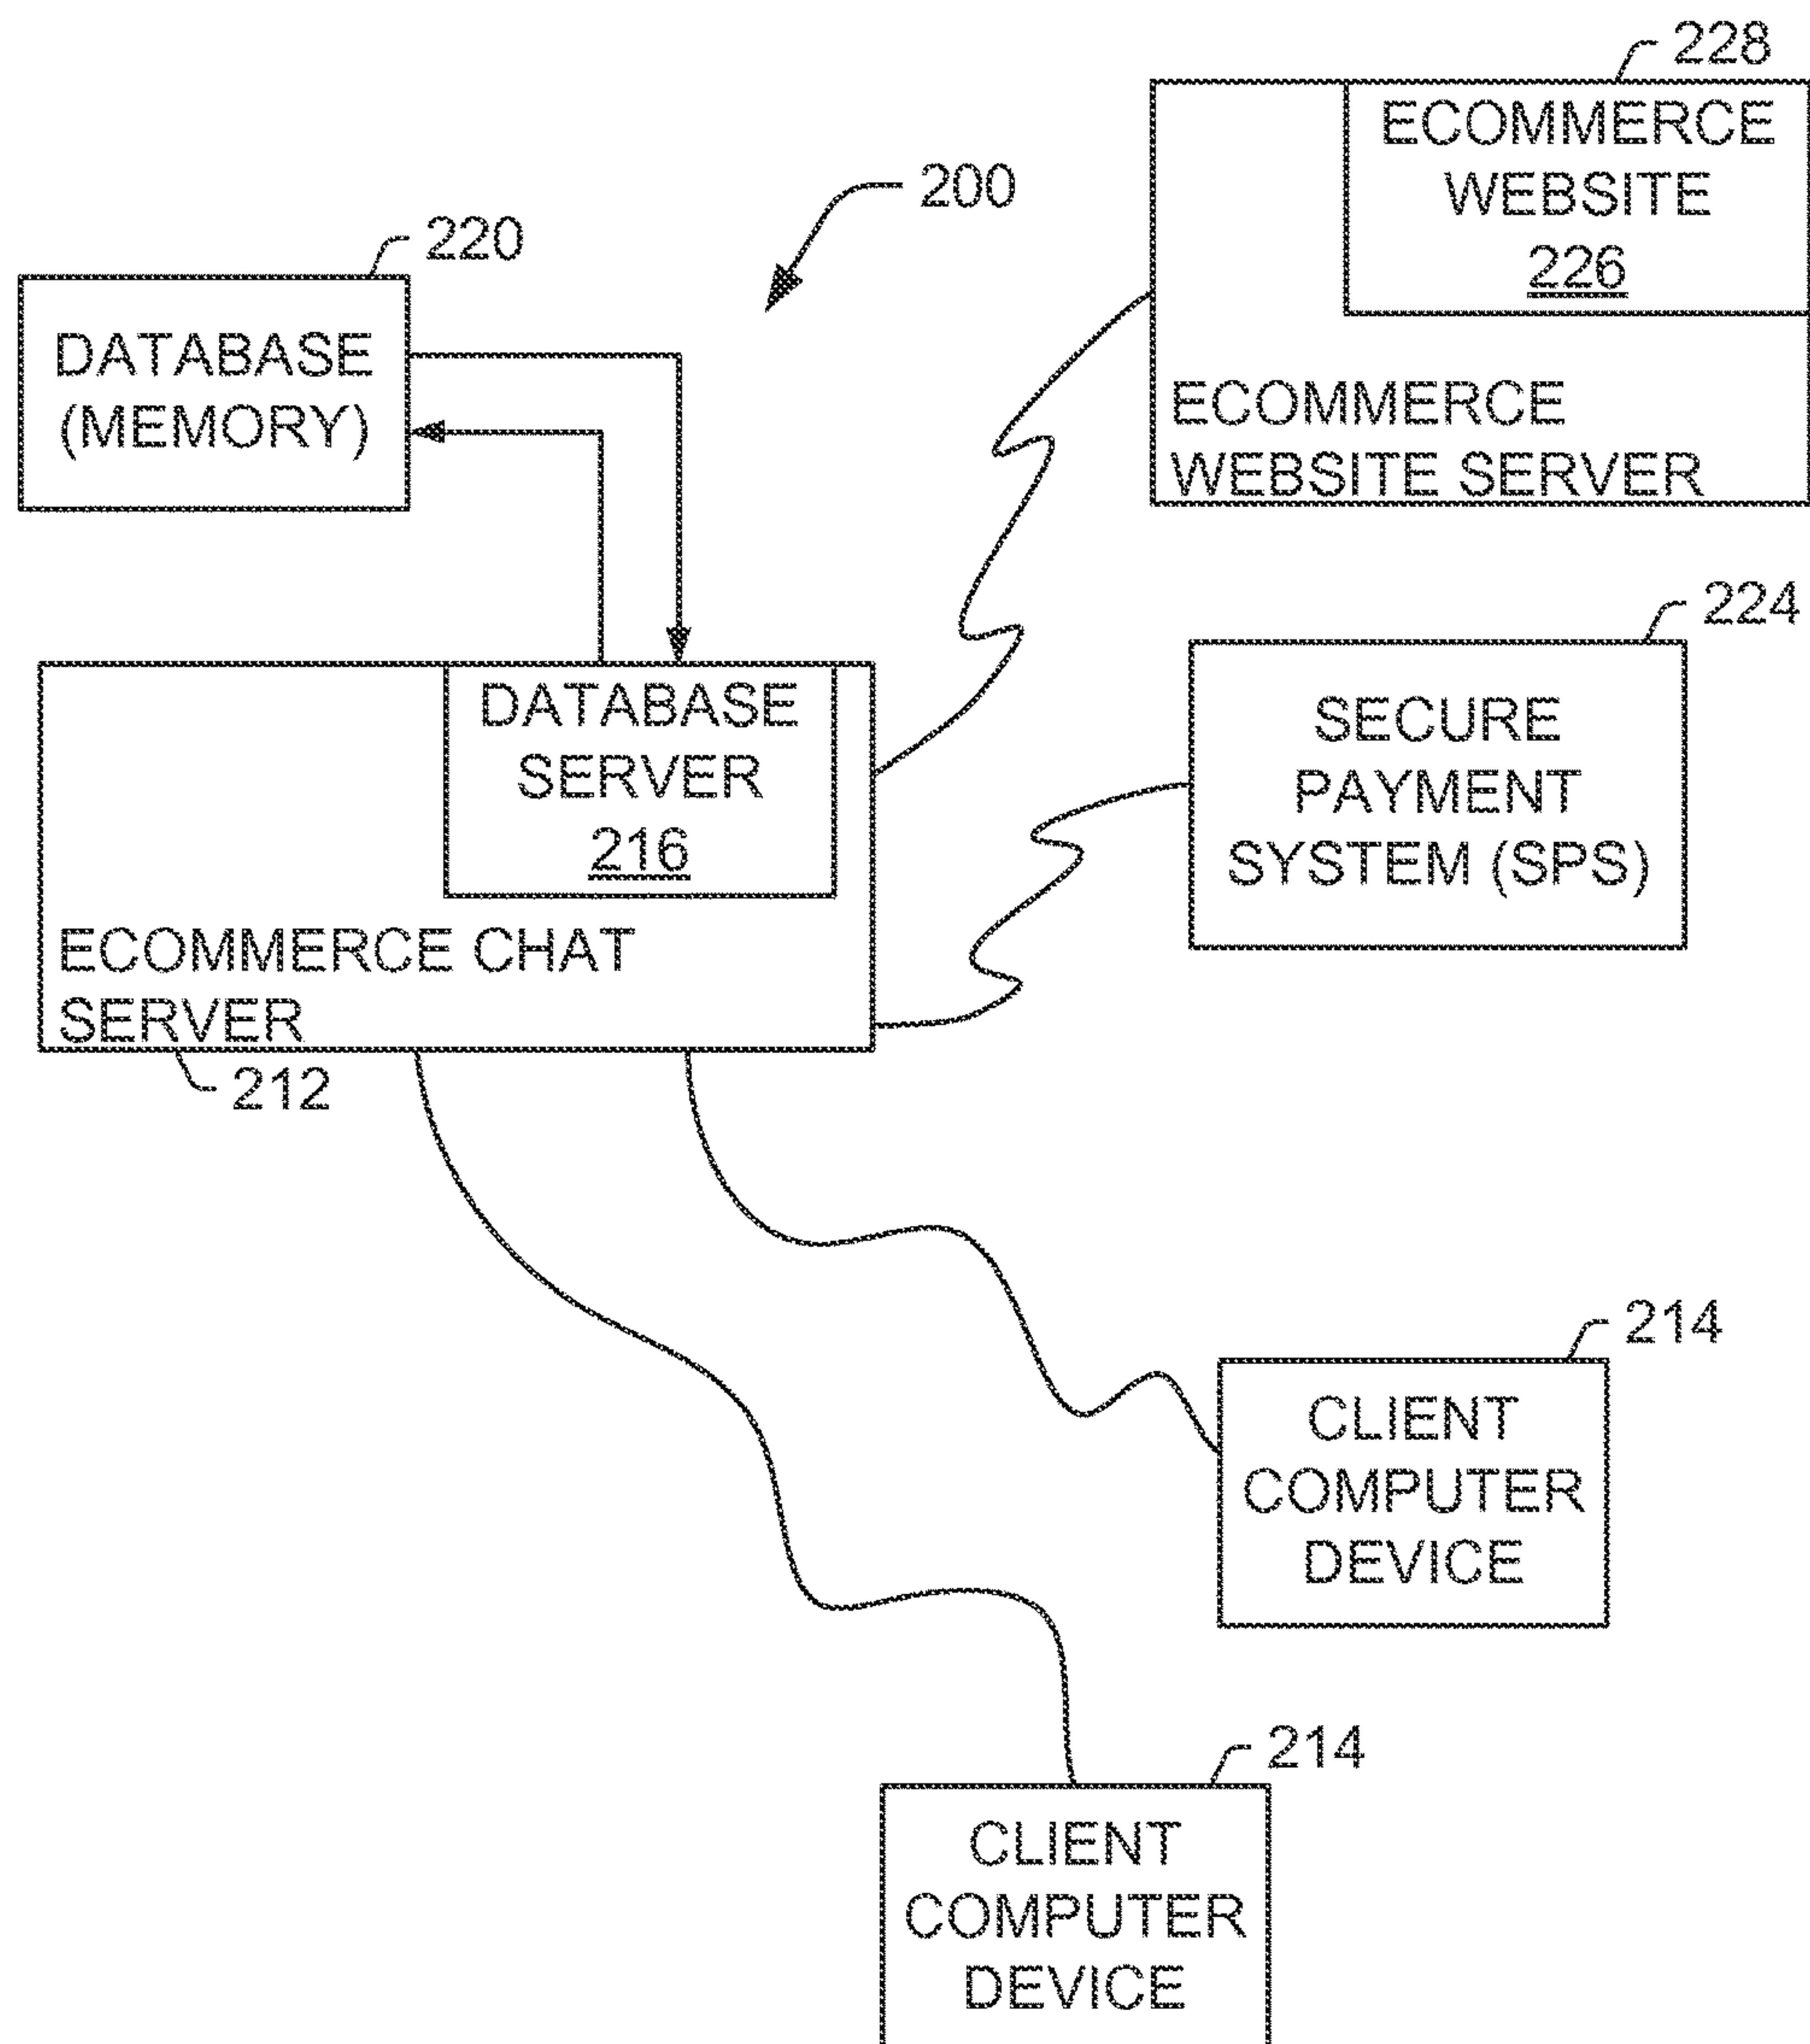 228
ECOMMERCE
WEBSITE
226
ECOMMERCE
WEBSITE SERVER
200
220
DATABASE
(MEMORY)
224
SECURE
PAYMENT
SYSTEM (SPS)
DATABASE
SERVER
216
ECOMMERCE CHAT
SERVER
212
214
CLIENT
COMPUTER
DEVICE
214
CLIENT
COMPUTER
DEVICE